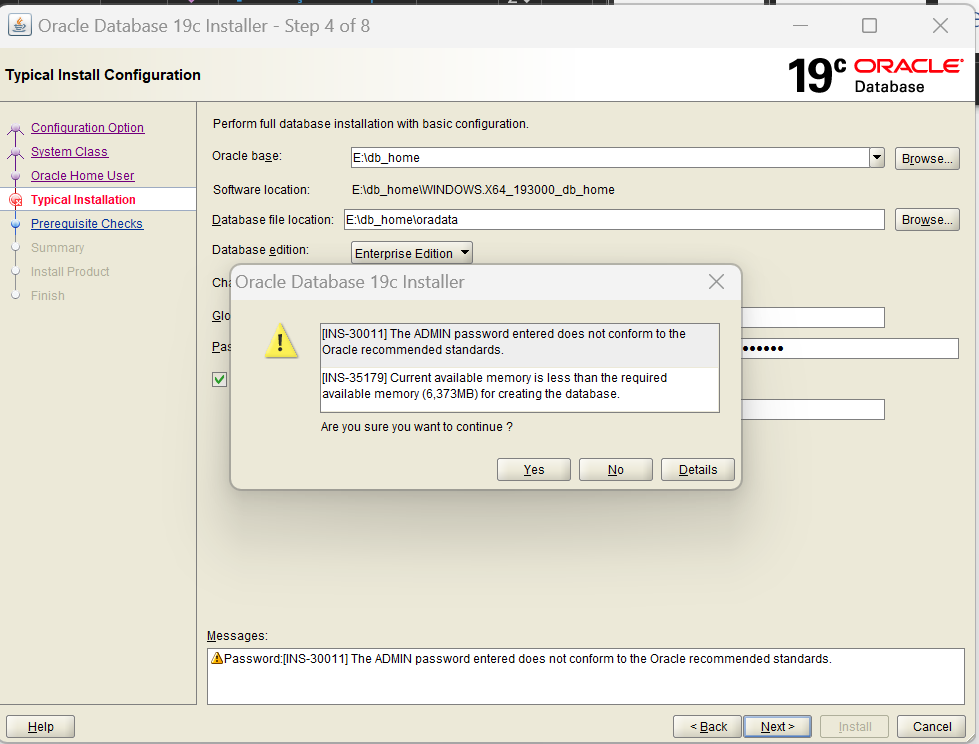 Oracle Database 19c Installer - Step 4 of 8
Typical Install Configuration
19c ORACLE
Database
Configuration Option
System Class
Oracle Home User
Typical Installation
Prerequisite Checks
Summary
Install Product
Finish
Perform full database installation with basic configuration.
Oracle base:
E:\db_home
Browse...
Software location:
E:\db_home\WINDOWS.X64_193000_db_home
Database file location:
E:\db_home\oradata
Browse...
Database edition:
Enterprise Edition
Cha
Glo
Pas
Oracle Database 19c Installer
[INS-30011] The ADMIN password entered does not conform to the
Oracle recommended standards.
[INS-35179] Current available memory is less than the required
available memory (6,373MB) for creating the database.
Are you sure you want to continue ?
Yes
No
Details
Messages:
Password:[INS-30011] The ADMIN password entered does not conform to the Oracle recommended standards.
Help
< Back
Next >
Install
Cancel